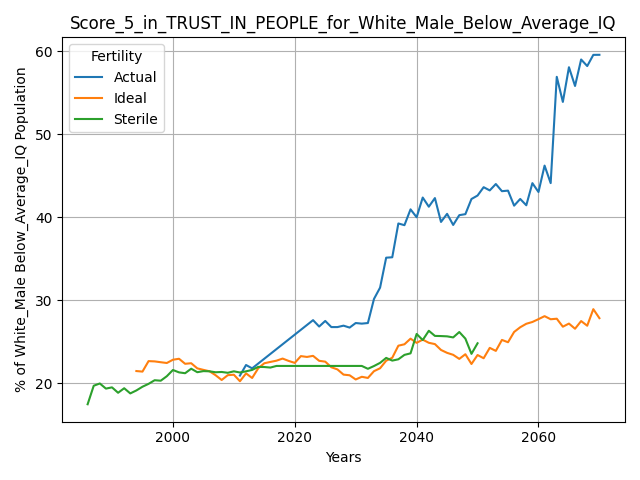 Score_5_in_TRUST_IN_PEOPLE_for_White_Male_Below_Average_IQ
% of White_Male Below_Average_IQ Population
60
50
40
30
20
Fertility
Actual
Ideal
Sterile
2000
2020
2040
2060
Years